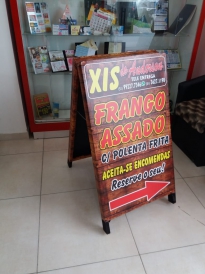 XIS
FRANGO
ASSADO
C/ POLENTA FRITA
ACEITA-SE ENCOMENDAS
Reserve o seu!